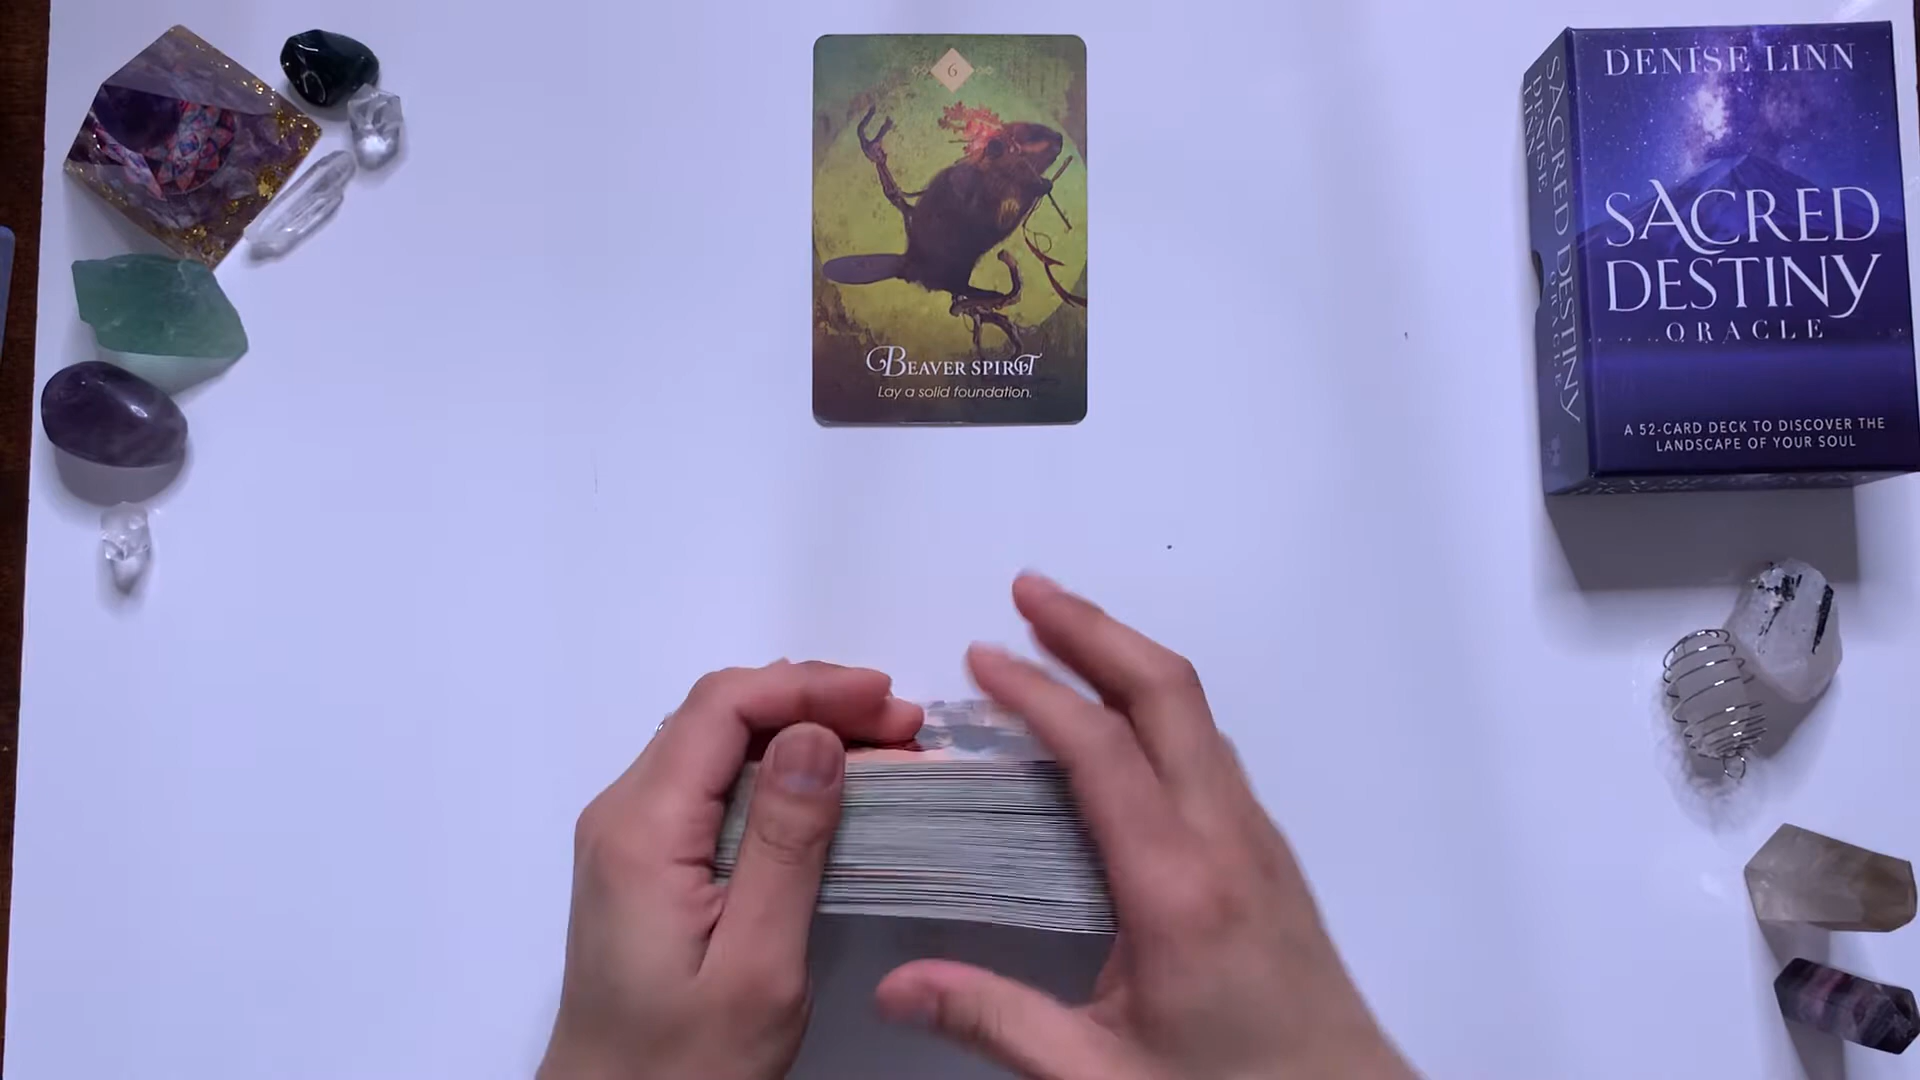 6
BEAVER SPIRIT
Lay a solid foundation.
DENISE LINN
SACRED
DESTINY
ORACLE
A 52-CARD DECK TO DISCOVER THE
LANDSCAPE OF YOUR SOUL
SACRED DESTINY
ORACLE
DENISE
LINN